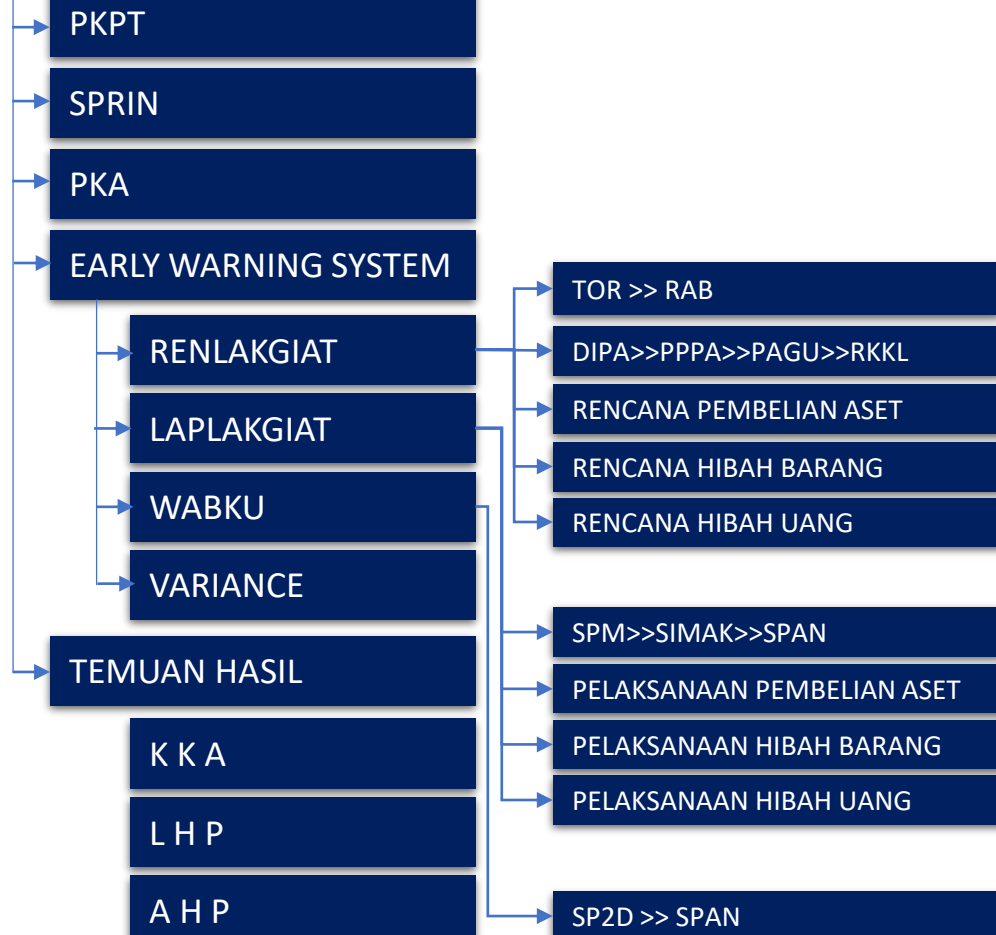 PKPT
SPRIN
PKA
EARLY WARNING SYSTEM
RENLAKGIAT
LAPLAKGIAT
WABKU
VARIANCE
TEMUAN HASIL
K K A
L H P
A H P
TOR >> RAB
DIPA>>PPPA>>PAGU>>RKKL
RENCANA PEMBELIAN ASET
RENCANA HIBAH BARANG
RENCANA HIBAH UANG
SPM>>SIMAK>>SPAN
PELAKSANAAN PEMBELIAN ASET
PELAKSANAAN HIBAH BARANG
PELAKSANAAN HIBAH UANG
SP2D >> SPAN